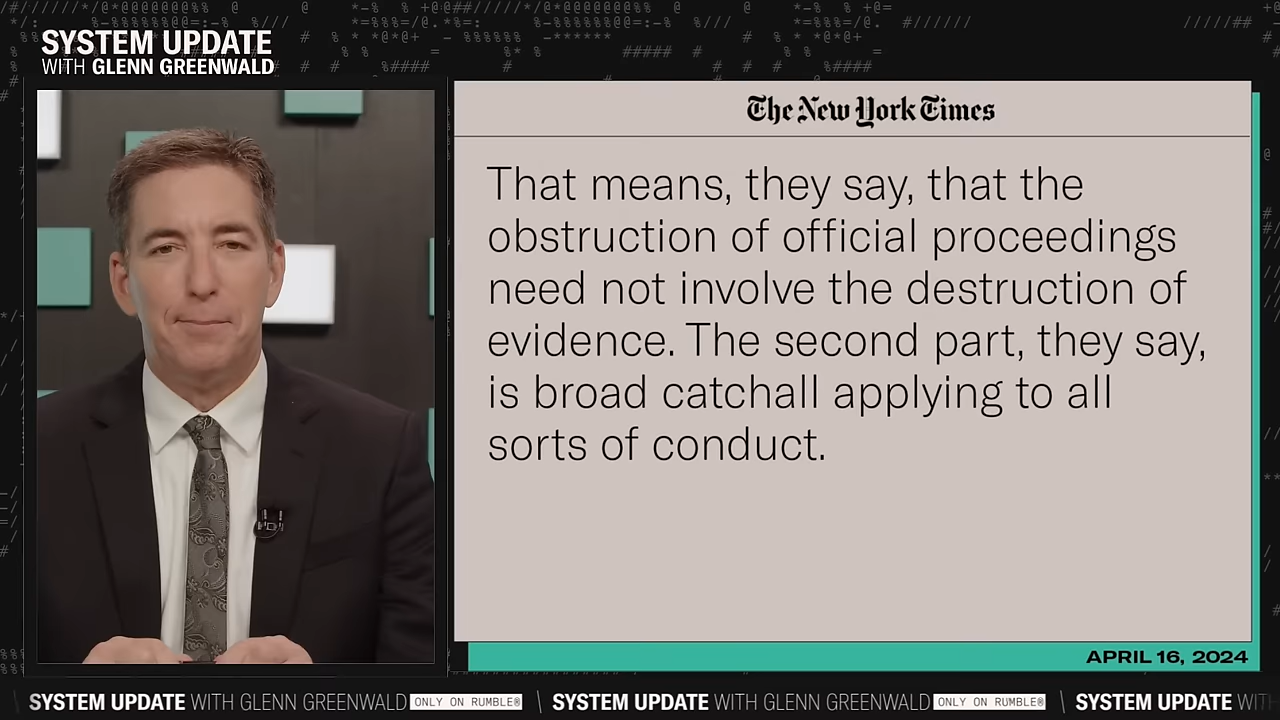 SYSTEM UPDATE
WITH GLENN GREENWALD
The New York Times
That means, they say, that the
obstruction of official proceedings
need not involve the destruction of
evidence. The second part, they say,
is broad catchall applying to all
sorts of conduct.
APRIL 16, 2024
SYSTEM UPDATE WITH GLENN GREENWALD ONLY ON RUMBLE® \ SYSTEM UPDATE WITH GLENN GREENWALD ONLY ON RUMBLE® \ SYSTEM UPDATE WIT